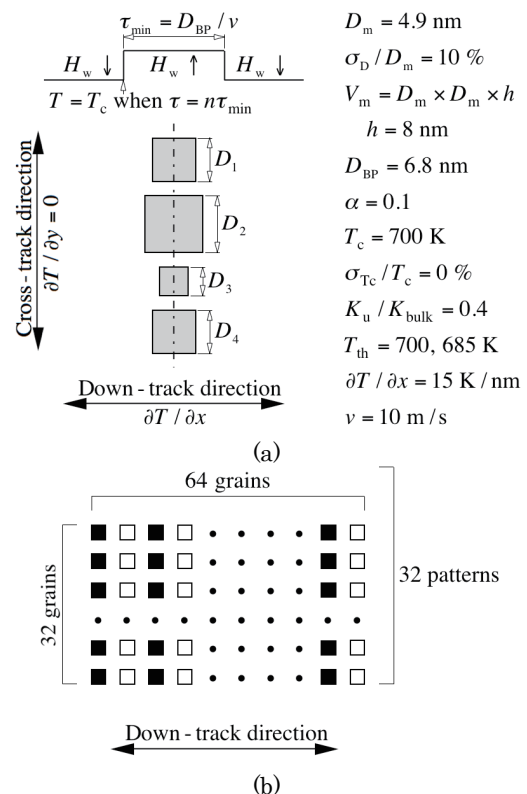 τmin = DBP / v
Hw Hw Hw
T = Tc when τ = nτmin
Cross - track direction
∂T / ∂y = 0
D1
D2
D3
D4
Down - track direction
∂T / ∂x
Dm = 4.9 nm
σD / Dm = 10 %
Vm = Dm × Dm × h
h = 8 nm
DBP = 6.8 nm
α = 0.1
Tc = 700 K
σTc / Tc = 0 %
Ku / Kbulk = 0.4
Tth = 700, 685 K
∂T / ∂x = 15 K / nm
v = 10 m / s
(a)
64 grains
32 grains
32 patterns
Down - track direction
(b)